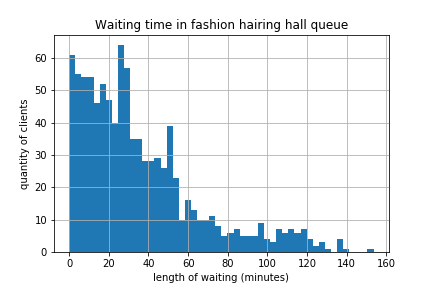 Waiting time in fashion hairing hall queue
60
50
40
30
20
10
0
quantity of clients
0 20 40 60 80 100 120 140 160
length of waiting (minutes)